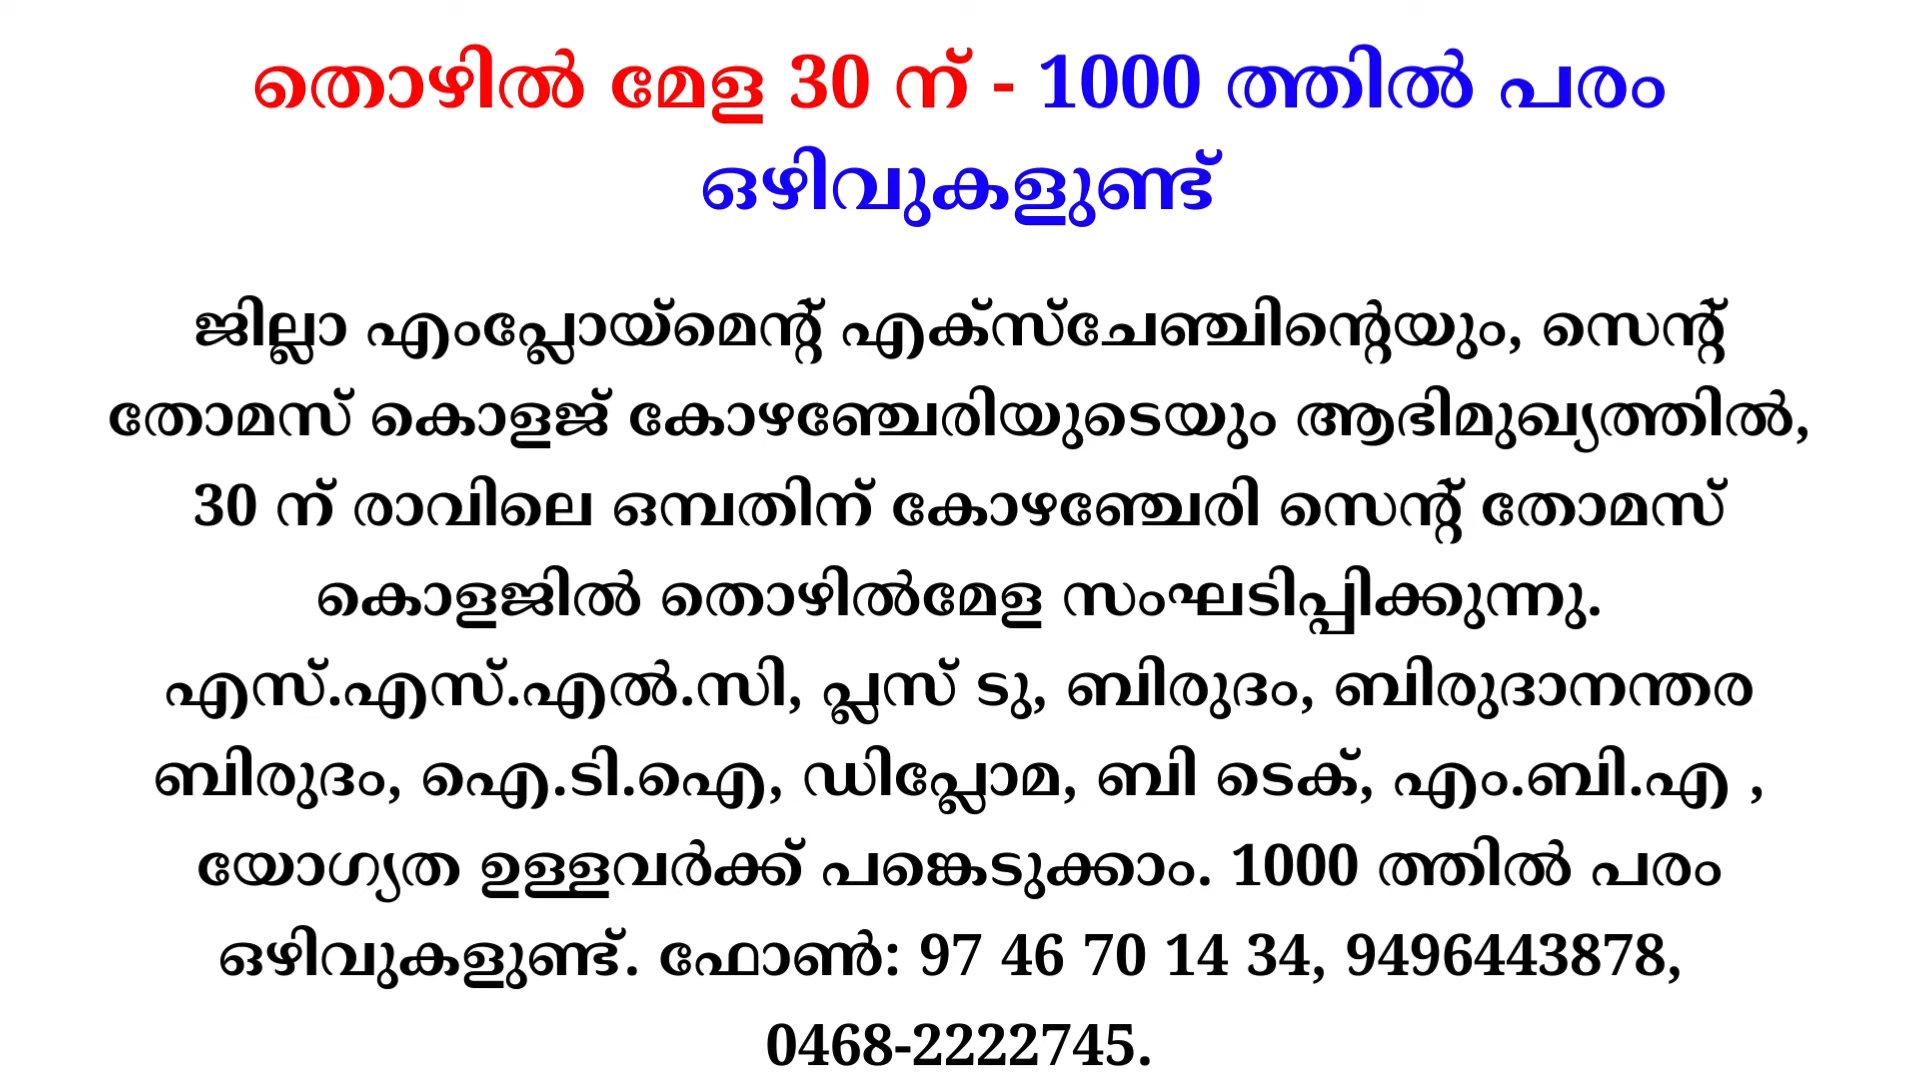 തൊഴിൽ മേള 30 ന് - 1000 ത്തിൽ പരം
ഒഴിവുകളുണ്ട്
ജില്ലാ എംപ്ലോയ്മെന്റ് എക്സ്ചേഞ്ചിന്റെയും, സെന്റ്
തോമസ് കൊളജ് കോഴഞ്ചേരിയുടെയും ആഭിമുഖ്യത്തിൽ,
30 ന് രാവിലെ ഒമ്പതിന് കോഴഞ്ചേരി സെന്റ് തോമസ്
കൊളജിൽ തൊഴിൽമേള സംഘടിപ്പിക്കുന്നു.
എസ്.എസ്.എൽ.സി, പ്ലസ് ടു, ബിരുദം, ബിരുദാനന്തര
ബിരുദം, ഐ.ടി.ഐ, ഡിപ്ലോമ, ബി ടെക്, എം.ബി.എ ,
യോഗ്യത ഉള്ളവർക്ക് പങ്കെടുക്കാം. 1000 ത്തിൽ പരം
ഒഴിവുകളുണ്ട്. ഫോൺ: 97 46 70 14 34, 9496443878,
0468-2222745.